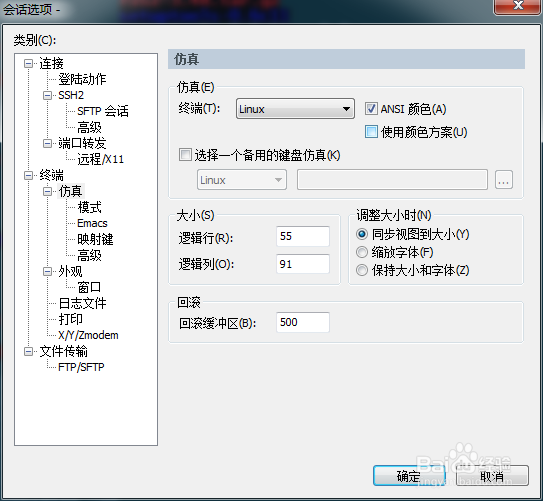 会话选项 -
类别(C):
连接
登陆动作
SSH2
SFTP 会话
高级
端口转发
远程/X11
终端
仿真
模式
Emacs
映射键
高级
外观
窗口
日志文件
打印
X/Y/Zmodem
文件传输
FTP/SFTP
仿真
仿真(E)
终端(T): Linux ANSI 颜色(A)
使用颜色方案(U)
选择一个备用的键盘仿真(K)
Linux ...
大小(S)
逻辑行(R): 55
逻辑列(O): 91
调整大小时(N)
同步视图到大小(Y)
缩放字体(F)
保持大小和字体(Z)
回滚
回滚缓冲区(B): 500
确定 取消
Baidu 经验
jingyan.baidu.com